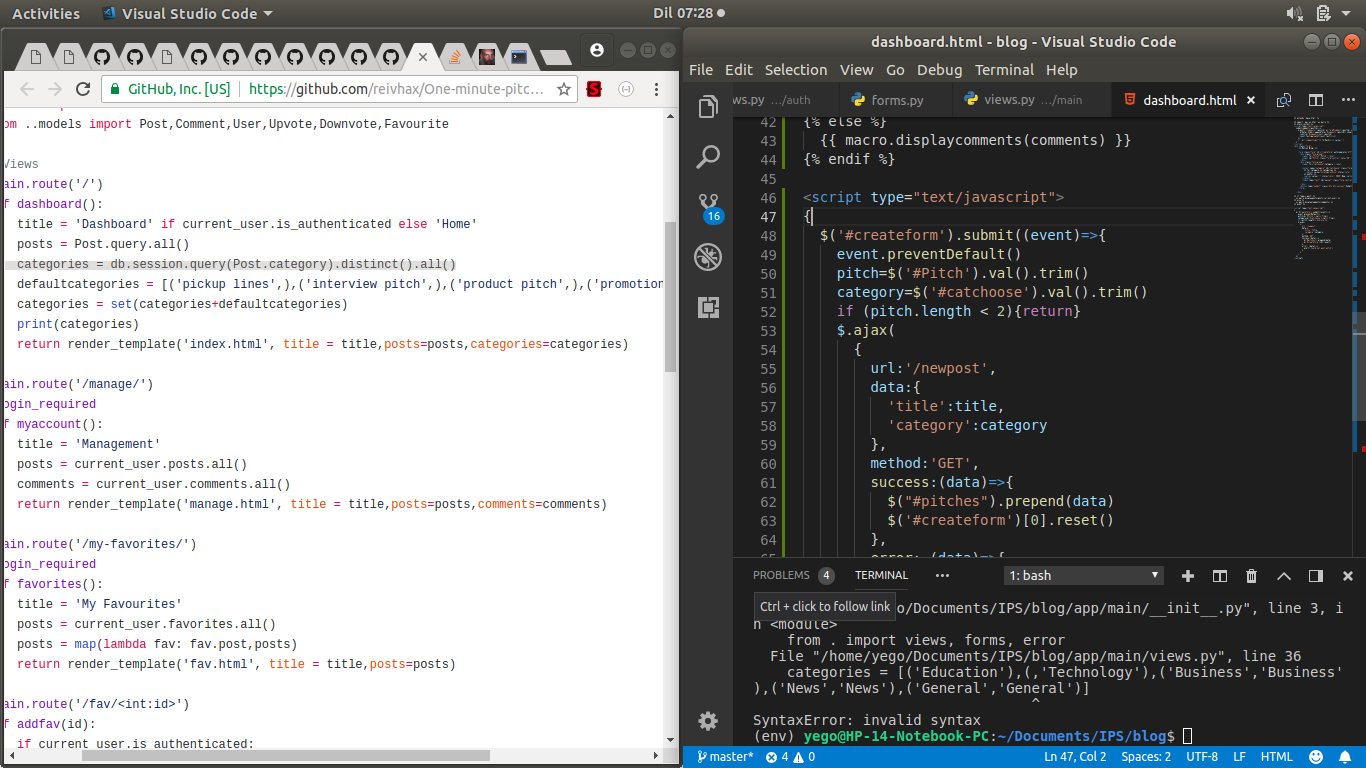 Activities
Visual Studio Code
Dil 07:28
GitHub, Inc. [US]
https://github.com/reivhax/One-minute-pitc...
om ..models import Post,Comment,User,Upvote,Downvote,Favourite
Views
ain.route('/')
f dashboard():
title = 'Dashboard' if current_user.is_authenticated else 'Home'
posts = Post.query.all()
categories = db.session.query(Post.category).distinct().all()
defaultcategories = [('pickup lines',),('interview pitch',),('product pitch',),('promotion
categories = set(categories+defaultcategories)
print(categories)
return render_template('index.html', title = title,posts=posts,categories=categories)
ain.route('/manage/')
ogin_required
f myaccount():
title = 'Management'
posts = current_user.posts.all()
comments = current_user.comments.all()
return render_template('manage.html', title = title,posts=posts,comments=comments)
ain.route('/my-favorites/')
ogin_required
f favorites():
title = 'My Favourites'
posts = current_user.favorites.all()
posts = map(lambda fav: fav.post,posts)
return render_template('fav.html', title = title,posts=posts)
ain.route('/fav/<int:id>')
f addfav(id):
if current_user.is_authenticated:
dashboard.html - blog - Visual Studio Code
File Edit Selection View Go Debug Terminal Help
ws.py .../auth
forms.py
views.py .../main
dashboard.html
16
42 {% else %}
43 {{ macro.displaycomments(comments) }}
44 {% endif %}
45
46 <script type="text/javascript">
47 {
48 $('#createform').submit((event)=>{
49 event.preventDefault()
50 pitch=$('#Pitch').val().trim()
51 category=$('#catchoose').val().trim()
52 if (pitch.length < 2){return}
53 $.ajax(
54 {
55 url:'/newpost',
56 data:{
57 'title':title,
58 'category':category
59 },
60 method:'GET',
61 success:(data)=>{
62 $("#pitches").prepend(data)
63 $('#createform')[0].reset()
64 },
65 error: (data)=>{
PROBLEMS 4 TERMINAL ... 1: bash
Ctrl + click to follow link
go/Documents/IPS/blog/app/main/__init__.py", line 3, i
n <module>
from . import views, forms, error
File "/home/yego/Documents/IPS/blog/app/main/views.py", line 36
categories = [('Education'),(,'Technology'),('Business','Business'
),('News','News'),('General','General')]
^
SyntaxError: invalid syntax
(env) yego@HP-14-Notebook-PC:~/Documents/IPS/blog$
master* 4 0 Ln 47, Col 2 Spaces: 2 UTF-8 LF HTML